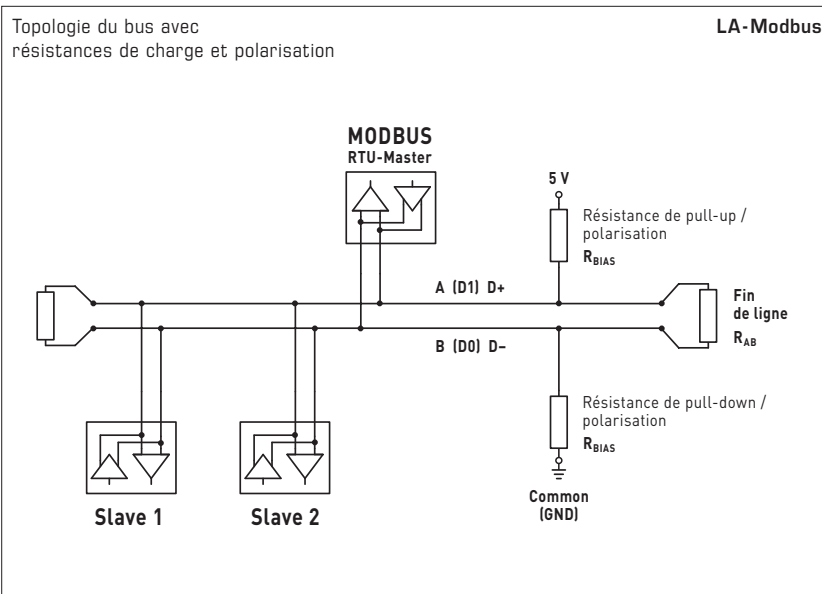 Topologie du bus avec
résistances de charge et polarisation
LA-Modbus
MODBUS
RTU-Master
5 V
Résistance de pull-up /
polarisation
RBIAS
A (D1) D+
B (D0) D–
Fin
de ligne
RAB
Résistance de pull-down /
polarisation
RBIAS
Common
(GND)
Slave 1
Slave 2